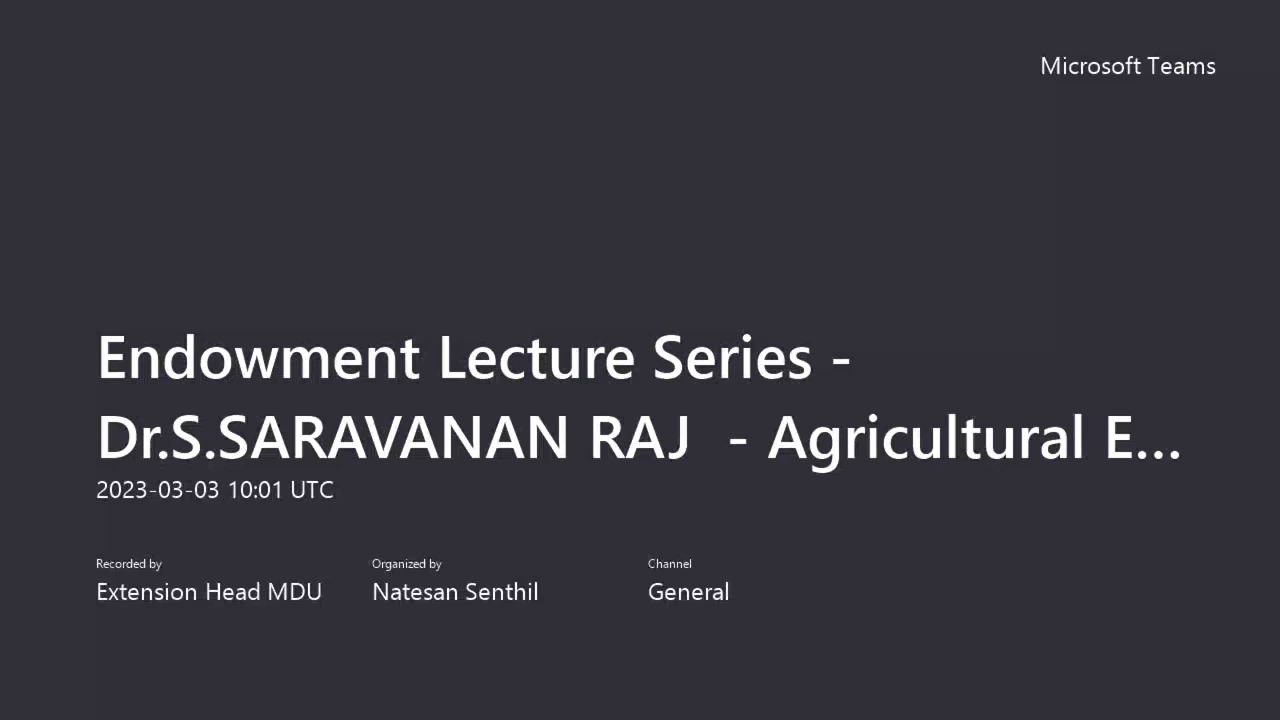 Microsoft Teams
Endowment Lecture Series -
Dr.S.SARAVANAN RAJ  - Agricultural E...
2023-03-03 10:01 UTC
Recorded by
Organized by
Channel
Extension Head MDU
Natesan Senthil
General